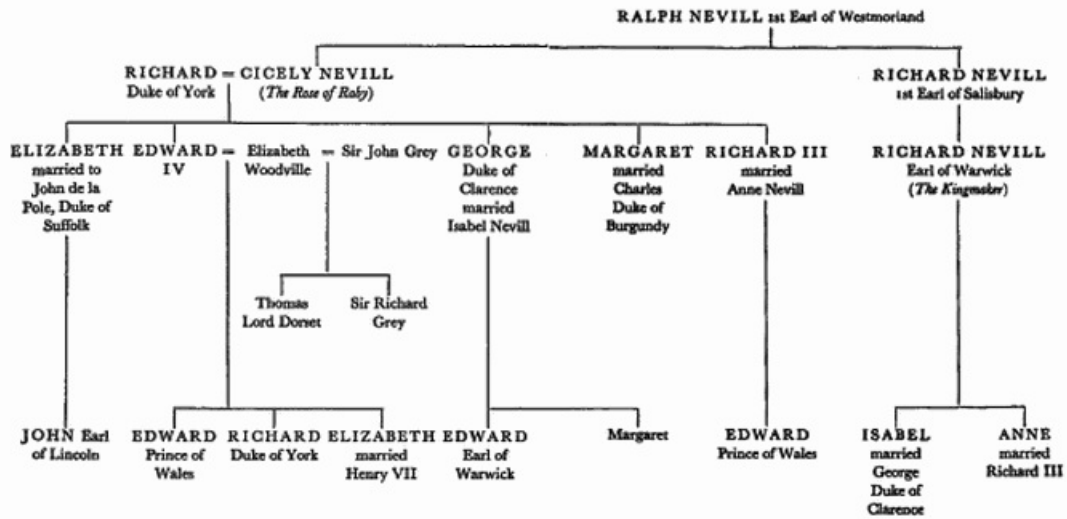 RALPH NEVILL 1st Earl of Westmorland
RICHARD = CICELY NEVILL
Duke of York
(The Rose of Raby)
RICHARD NEVILL
1st Earl of Salisbury
ELIZABETH
married to
John de la
Pole, Duke of
Suffolk
EDWARD = Elizabeth = Sir John Grey
IV
Woodville
GEORGE
Duke of
Clarence
married
Isabel Nevill
MARGARET
married
Charles
Duke of
Burgundy
RICHARD III
married
Anne Nevill
RICHARD NEVILL
Earl of Warwick
(The Kingmaker)
Thomas
Lord Dorset
Sir Richard
Grey
JOHN Earl
of Lincoln
EDWARD
Prince of
Wales
RICHARD
Duke of York
ELIZABETH
married
Henry VII
EDWARD
Earl of
Warwick
Margaret
EDWARD
Prince of Wales
ISABEL
married
George
Duke of
Clarence
ANNE
married
Richard III